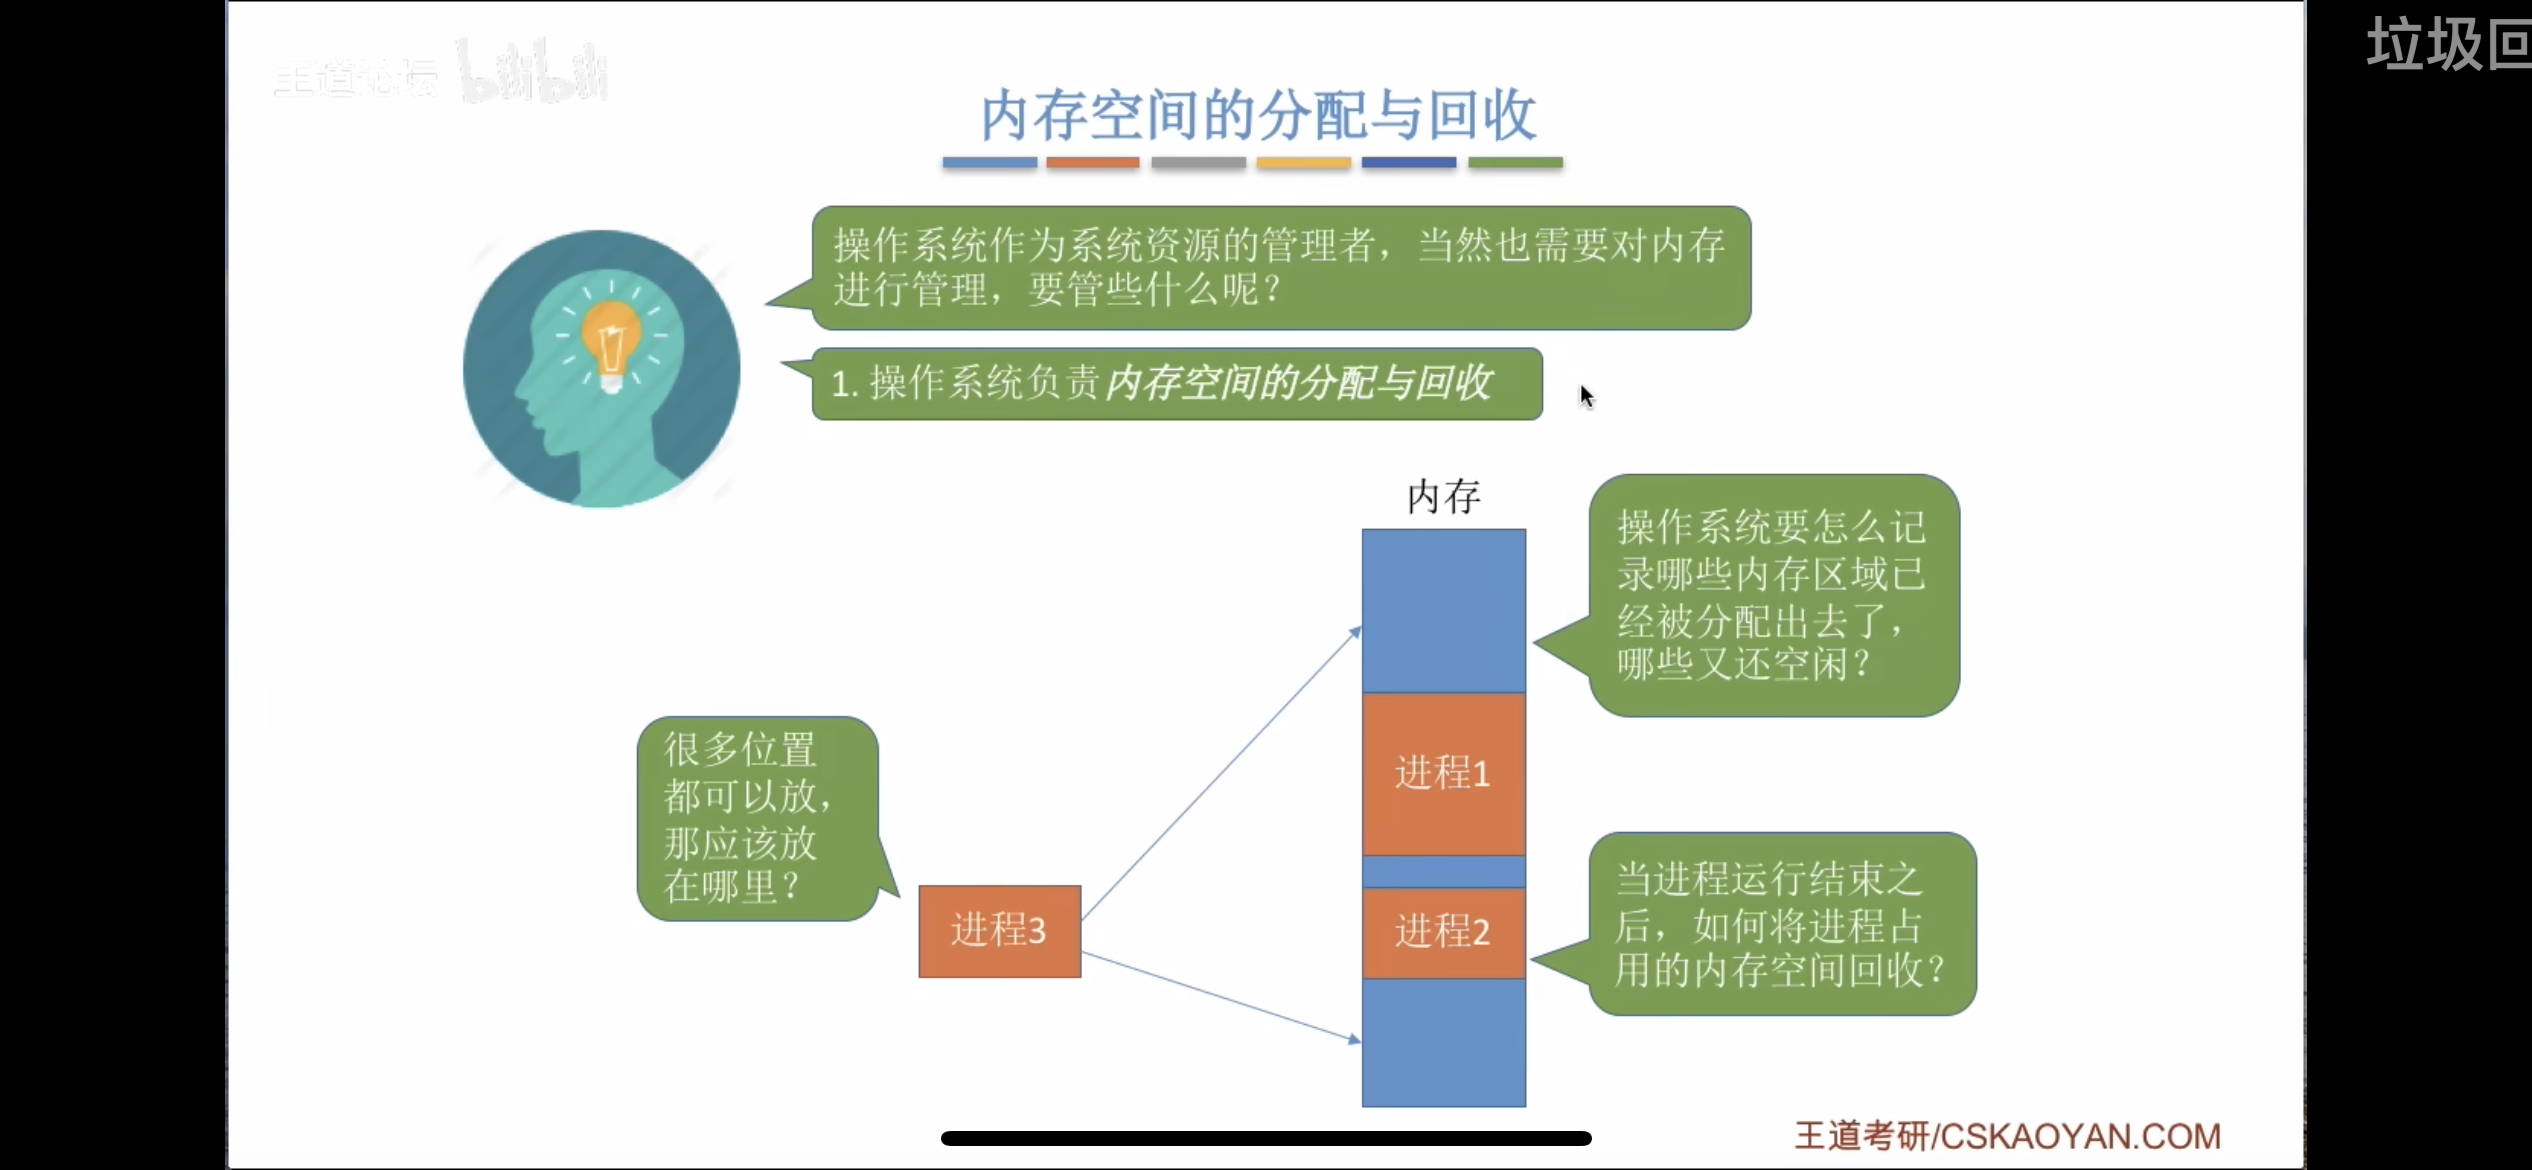 王道论坛 bilibili
垃圾回
内存空间的分配与回收
操作系统作为系统资源的管理者，当然也需要对内存
进行管理，要管些什么呢？
1. 操作系统负责内存空间的分配与回收
内存
操作系统要怎么记
录哪些内存区域已
经被分配出去了，
哪些又还空闲？
很多位置
都可以放，
那应该放
在哪里？
进程1
进程3
进程2
当进程运行结束之
后，如何将进程占
用的内存空间回收？
王道考研/CSKAOYAN.COM